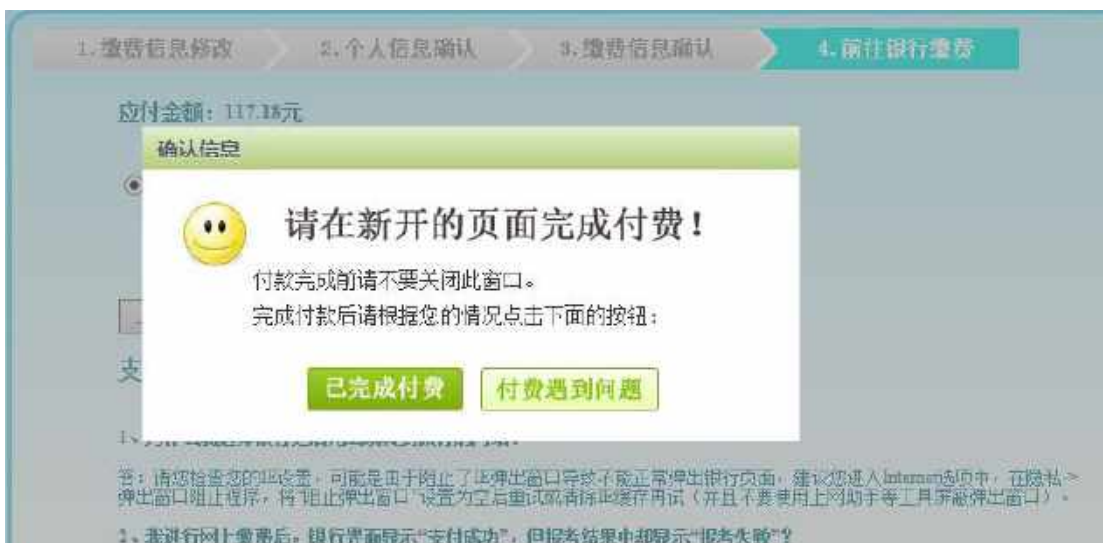 1.缴费信息修改
2.个人信息确认
3.缴费信息确认
4.前往银行缴费
应付金额：117.18元
确认信息
请在新开的页面完成付费！
付款完成前请不要关闭此窗口。
完成付款后请根据您的情况点击下面的按钮：
已完成付费
付费遇到问题
支
答：请您检查您的IE设置，可能是由于阻止了IE弹出窗口导致不能正常弹出银行页面，建议您进入Internet选项中，在隐私->
弹出窗口阻止程序，将“阻止弹出窗口”设置为空后重试或清除IE缓存再试（并且不要使用上网助手等工具屏蔽弹出窗口）。
2、我进行网上缴费后，银行界面显示“支付成功”，但报考结果中却显示“报考失败”？